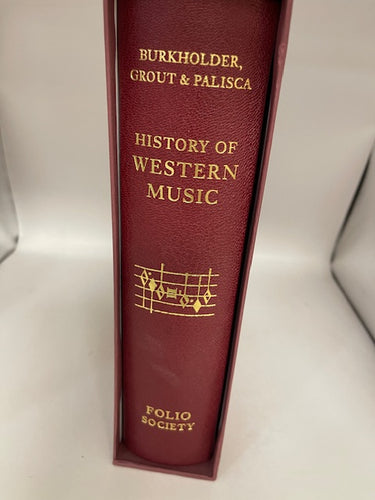 BURKHOLDER,
GROUT & PALISCA
HISTORY OF
WESTERN
MUSIC
FOLIO
SOCIETY